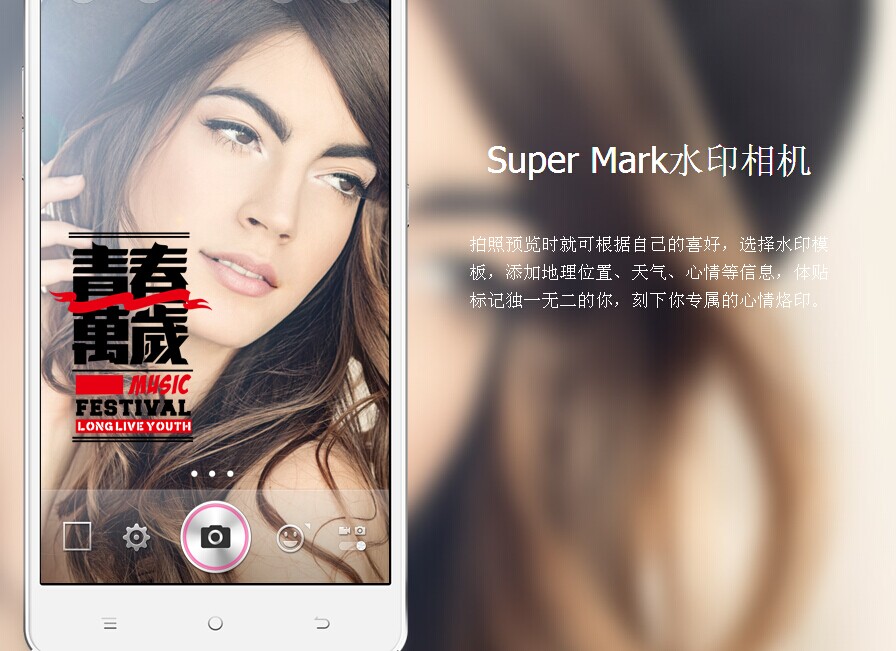 Super Mark水印相机
拍照预览时就可根据自己的喜好，选择水印模
板，添加地理位置、天气、心情等信息，体贴
标记独一无二的你，刻下你专属的心情烙印。
青春
萬歲
MUSIC
FESTIVAL
LONG LIVE YOUTH